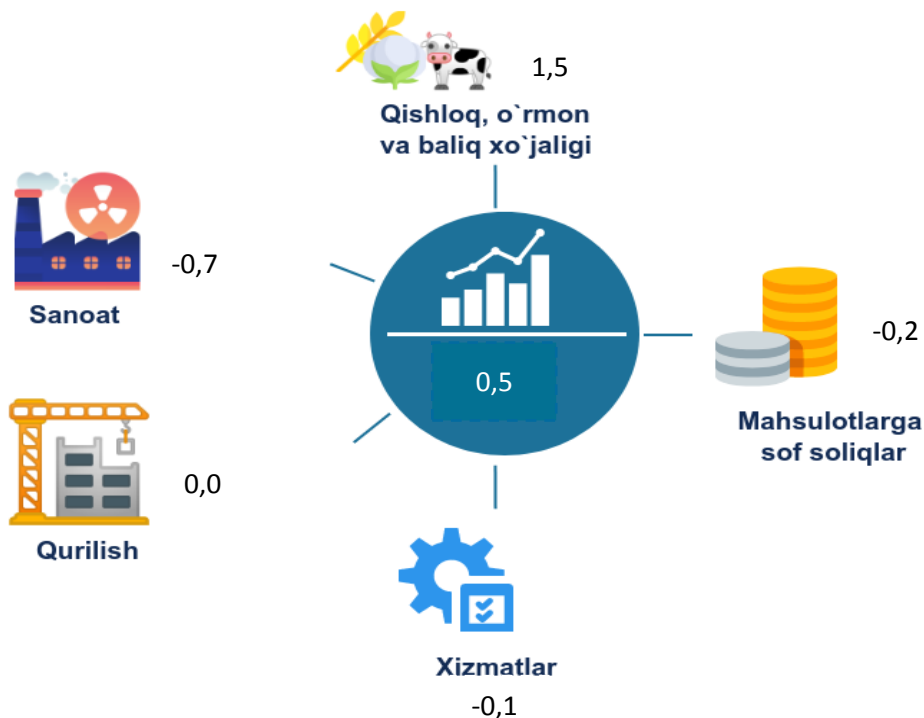 1,5
Qishloq, o`rmon
va baliq xo`jaligi
-0,7
Sanoat
0,5
-0,2
Mahsulotlarga
sof soliqlar
0,0
Qurilish
Xizmatlar
-0,1